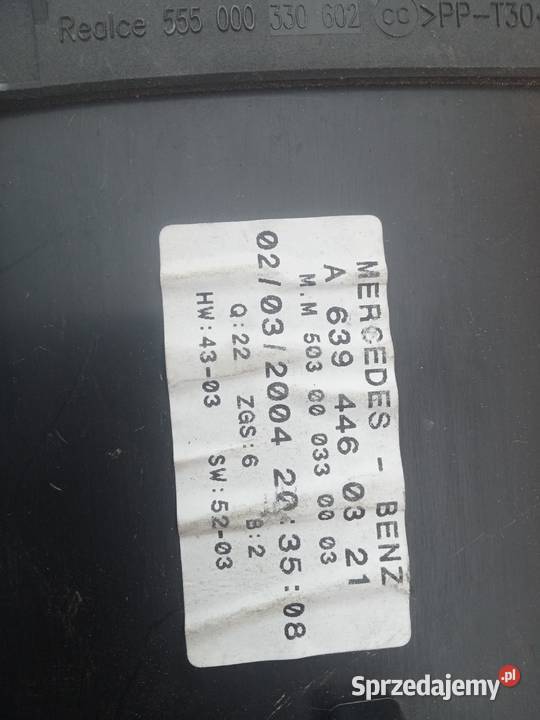 Realce 555 000 330 602 CC >PP-T30<
MERCEDES - BENZ
A 639 446 03 21
M.M 503 00 033 00 03
02/03/2004 20:35:08
Q:22 ZGS:6 B:2
HW:43-03 SW:52-03
Sprzedajemy.pl